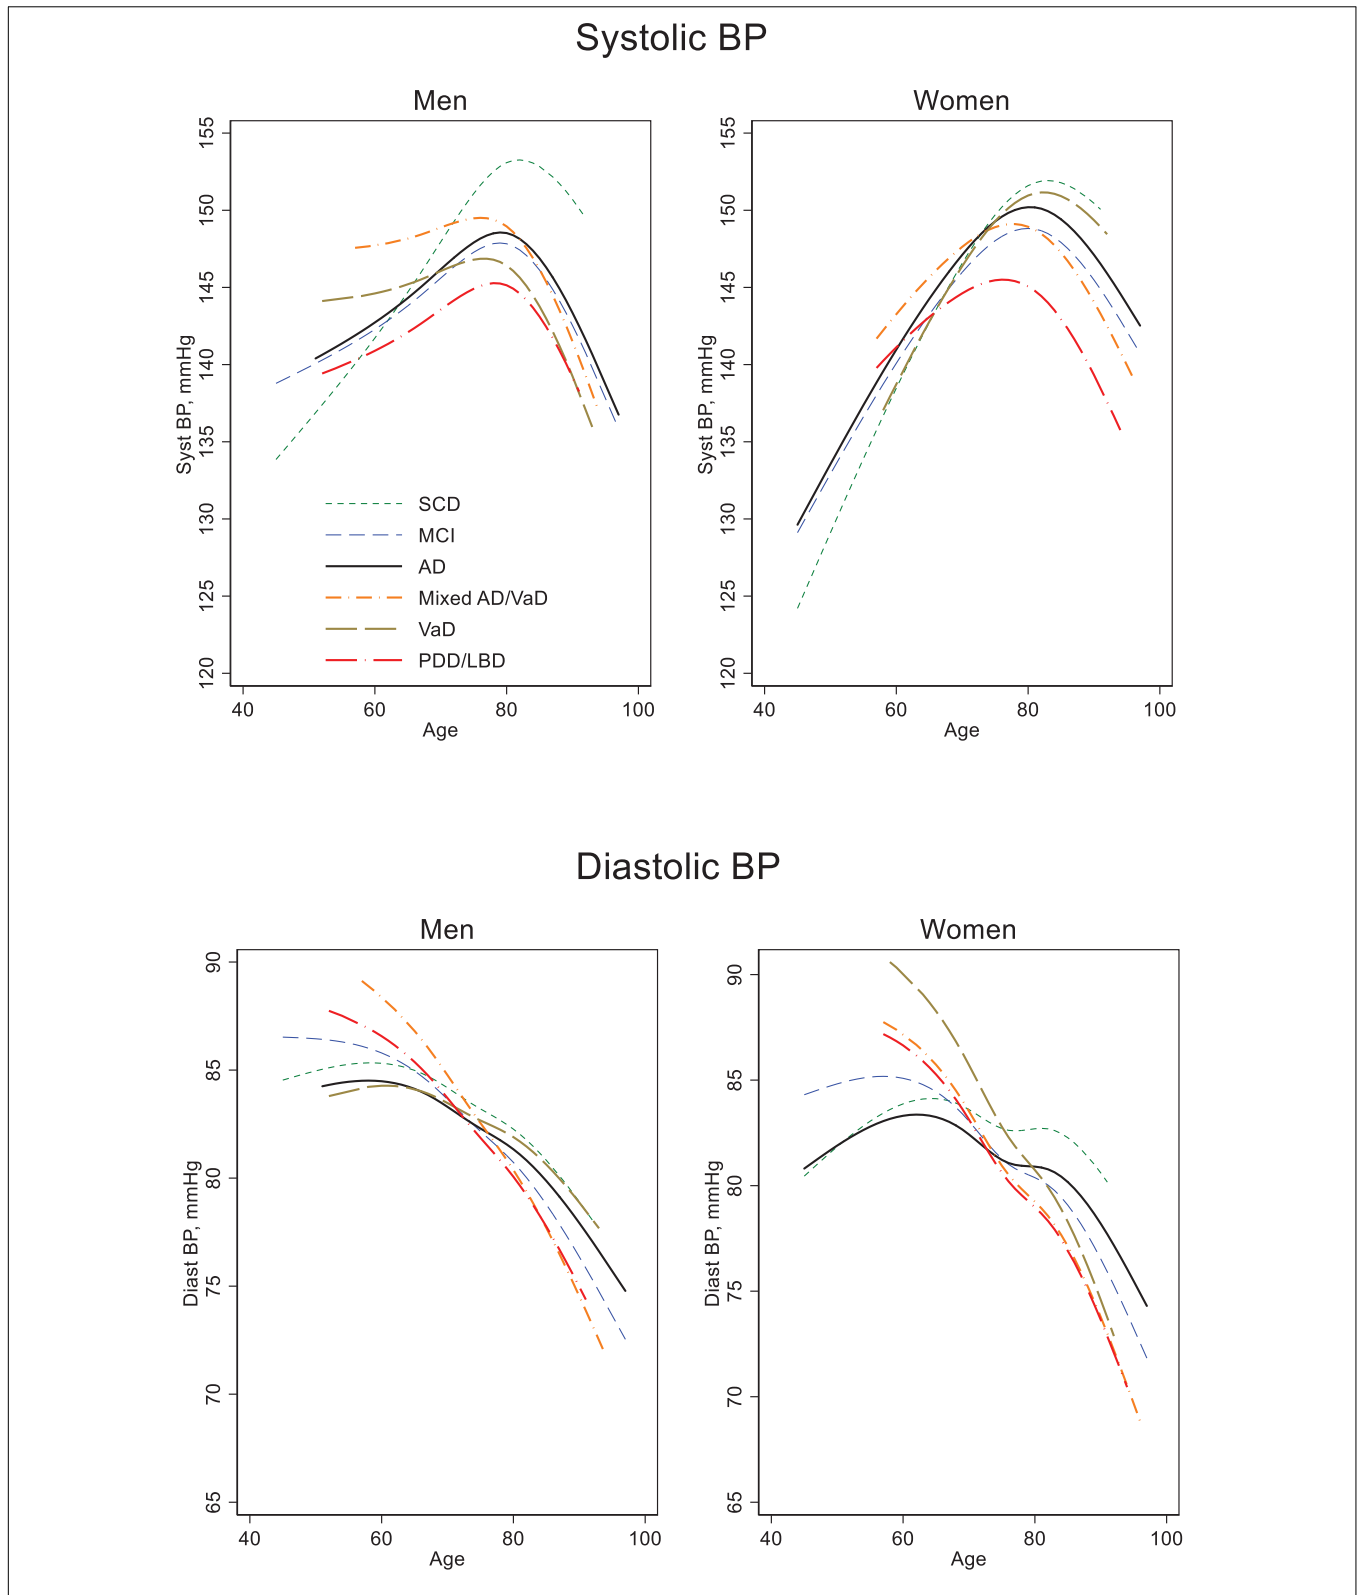 Systolic BP
Men
Women
155
150
145
140
135
130
125
120
Syst BP, mmHg
40 60 80 100
Age
SCD
MCI
AD
Mixed AD/VaD
VaD
PDD/LBD
155
150
145
140
135
130
125
120
Syst BP, mmHg
40 60 80 100
Age
Diastolic BP
Men
Women
90
85
80
75
70
65
Diast BP, mmHg
40 60 80 100
Age
90
85
80
75
70
65
Diast BP, mmHg
40 60 80 100
Age